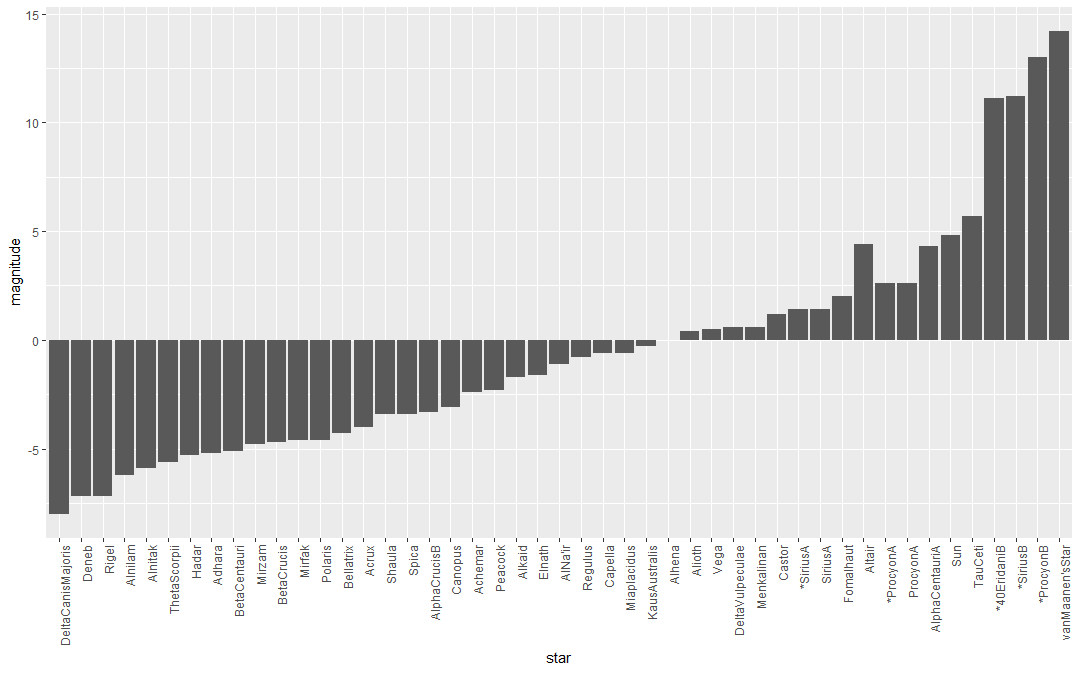 15
10
5
0
-5
magnitude
DeltaCanisMajoris
Deneb
Rigel
Alnilam
Alnitak
ThetaScorpii
Hadar
Adhara
BetaCentauri
Mirzam
BetaCrucis
Mirfak
Polaris
Bellatrix
Acrux
Shaula
Spica
AlphaCrucisB
Canopus
Achernar
Peacock
Alkaid
Elnath
AlNa'ir
Regulus
Capella
Miaplacidus
KausAustralis
Alhena
Alioth
Vega
DeltaVulpeculae
Menkalinan
Castor
*SiriusA
SiriusA
Fomalhaut
Altair
*ProcyonA
ProcyonA
AlphaCentauriA
Sun
TauCeti
*40EridaniB
*SiriusB
*ProcyonB
vanMaanen'sStar
star